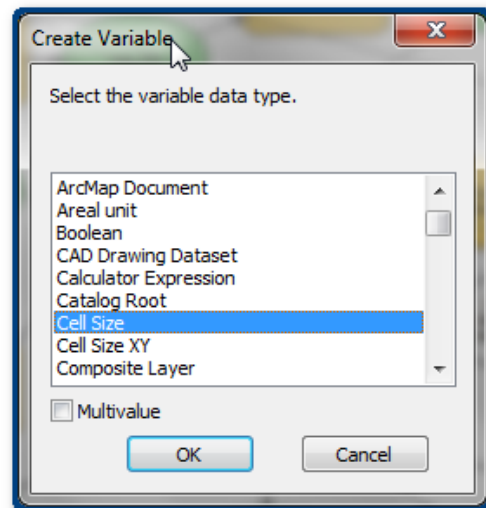 Create Variable
Select the variable data type.
ArcMap Document
Areal unit
Boolean
CAD Drawing Dataset
Calculator Expression
Catalog Root
Cell Size
Cell Size XY
Composite Layer
Multivalue
OK Cancel